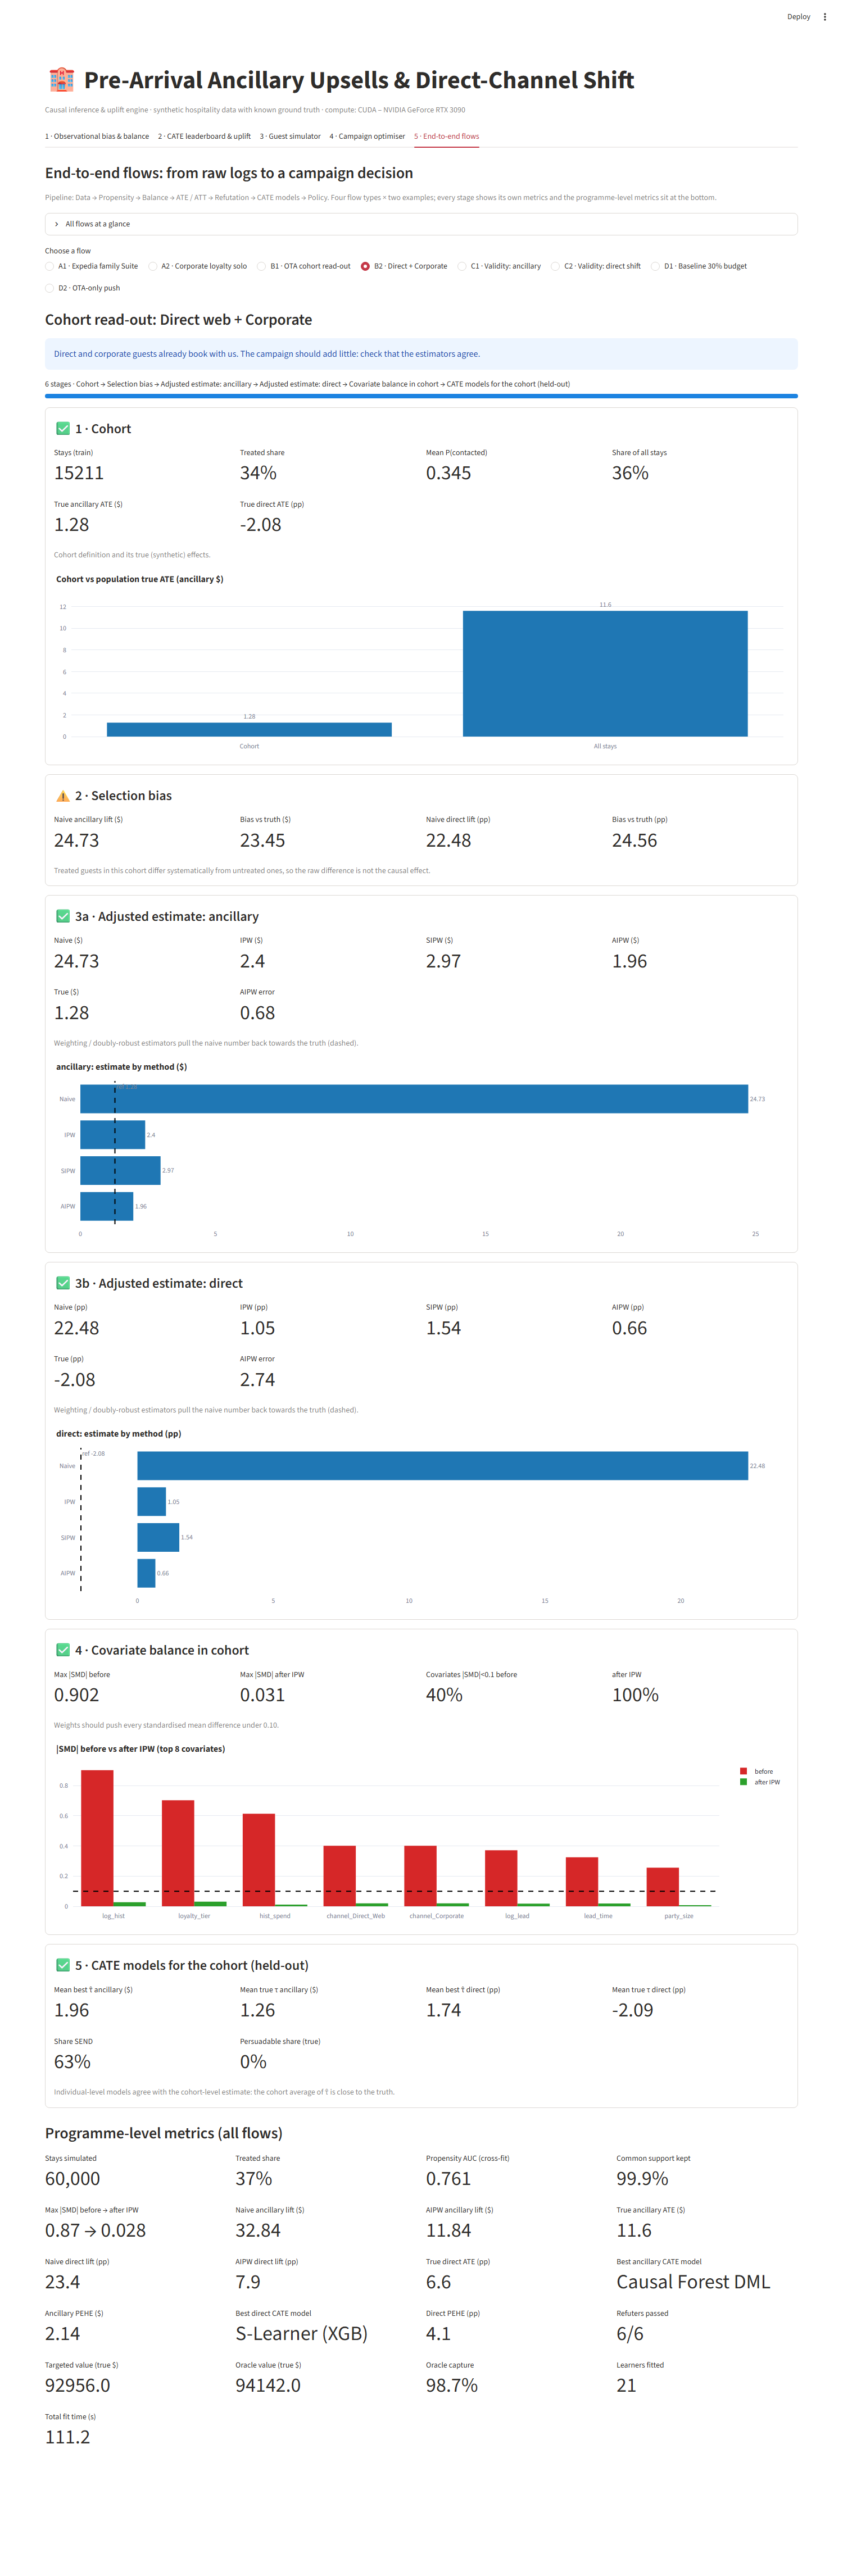 Deploy
Pre-Arrival Ancillary Upsells & Direct-Channel Shift
Causal inference & uplift engine · synthetic hospitality data with known ground truth · compute: CUDA – NVIDIA GeForce RTX 3090
1 · Observational bias & balance 2 · CATE leaderboard & uplift 3 · Guest simulator 4 · Campaign optimiser 5 · End-to-end flows
End-to-end flows: from raw logs to a campaign decision
Pipeline: Data → Propensity → Balance → ATE / ATT → Refutation → CATE models → Policy. Four flow types × two examples; every stage shows its own metrics and the programme-level metrics sit at the bottom.
All flows at a glance
Choose a flow
A1 · Expedia family Suite A2 · Corporate loyalty solo B1 · OTA cohort read-out B2 · Direct + Corporate C1 · Validity: ancillary C2 · Validity: direct shift D1 · Baseline 30% budget
D2 · OTA-only push
Cohort read-out: Direct web + Corporate
Direct and corporate guests already book with us. The campaign should add little: check that the estimators agree.
6 stages · Cohort → Selection bias → Adjusted estimate: ancillary → Adjusted estimate: direct → Covariate balance in cohort → CATE models for the cohort (held-out)
1 · Cohort
Stays (train) Treated share Mean P(contacted) Share of all stays
15211 34% 0.345 36%
True ancillary ATE ($) True direct ATE (pp)
1.28 -2.08
Cohort definition and its true (synthetic) effects.
Cohort vs population true ATE (ancillary $)
12
11.6
10
8
6
4
2
1.28
0
Cohort All stays
2 · Selection bias
Naive ancillary lift ($) Bias vs truth ($) Naive direct lift (pp) Bias vs truth (pp)
24.73 23.45 22.48 24.56
Treated guests in this cohort differ systematically from untreated ones, so the raw difference is not the causal effect.
3a · Adjusted estimate: ancillary
Naive ($) IPW ($) SIPW ($) AIPW ($)
24.73 2.4 2.97 1.96
True ($) AIPW error
1.28 0.68
Weighting / doubly-robust estimators pull the naive number back towards the truth (dashed).
ancillary: estimate by method ($)
Naive 24.73
IPW 2.4
SIPW 2.97
AIPW 1.96
0 5 10 15 20 25
3b · Adjusted estimate: direct
Naive (pp) IPW (pp) SIPW (pp) AIPW (pp)
22.48 1.05 1.54 0.66
True (pp) AIPW error
-2.08 2.74
Weighting / doubly-robust estimators pull the naive number back towards the truth (dashed).
direct: estimate by method (pp)
ref -2.08
Naive 22.48
IPW 1.05
SIPW 1.54
AIPW 0.66
0 5 10 15 20
4 · Covariate balance in cohort
Max |SMD| before Max |SMD| after IPW Covariates |SMD|<0.1 before after IPW
0.902 0.031 40% 100%
Weights should push every standardised mean difference under 0.10.
|SMD| before vs after IPW (top 8 covariates)
before
after IPW
0.8
0.6
0.4
0.2
0
log_hist loyalty_tier hist_spend channel_Direct_Web channel_Corporate log_lead lead_time party_size
5 · CATE models for the cohort (held-out)
Mean best τ̂ ancillary ($) Mean true τ ancillary ($) Mean best τ̂ direct (pp) Mean true τ direct (pp)
1.96 1.26 1.74 -2.09
Share SEND Persuadable share (true)
63% 0%
Individual-level models agree with the cohort-level estimate: the cohort average of τ̂ is close to the truth.
Programme-level metrics (all flows)
Stays simulated Treated share Propensity AUC (cross-fit) Common support kept
60,000 37% 0.761 99.9%
Max |SMD| before → after IPW Naive ancillary lift ($) AIPW ancillary lift ($) True ancillary ATE ($)
0.87 → 0.028 32.84 11.84 11.6
Naive direct lift (pp) AIPW direct lift (pp) True direct ATE (pp) Best ancillary CATE model
23.4 7.9 6.6 Causal Forest DML
Ancillary PEHE ($) Best direct CATE model Direct PEHE (pp) Refuters passed
2.14 S-Learner (XGB) 4.1 6/6
Targeted value (true $) Oracle value (true $) Oracle capture Learners fitted
92956.0 94142.0 98.7% 21
Total fit time (s)
111.2